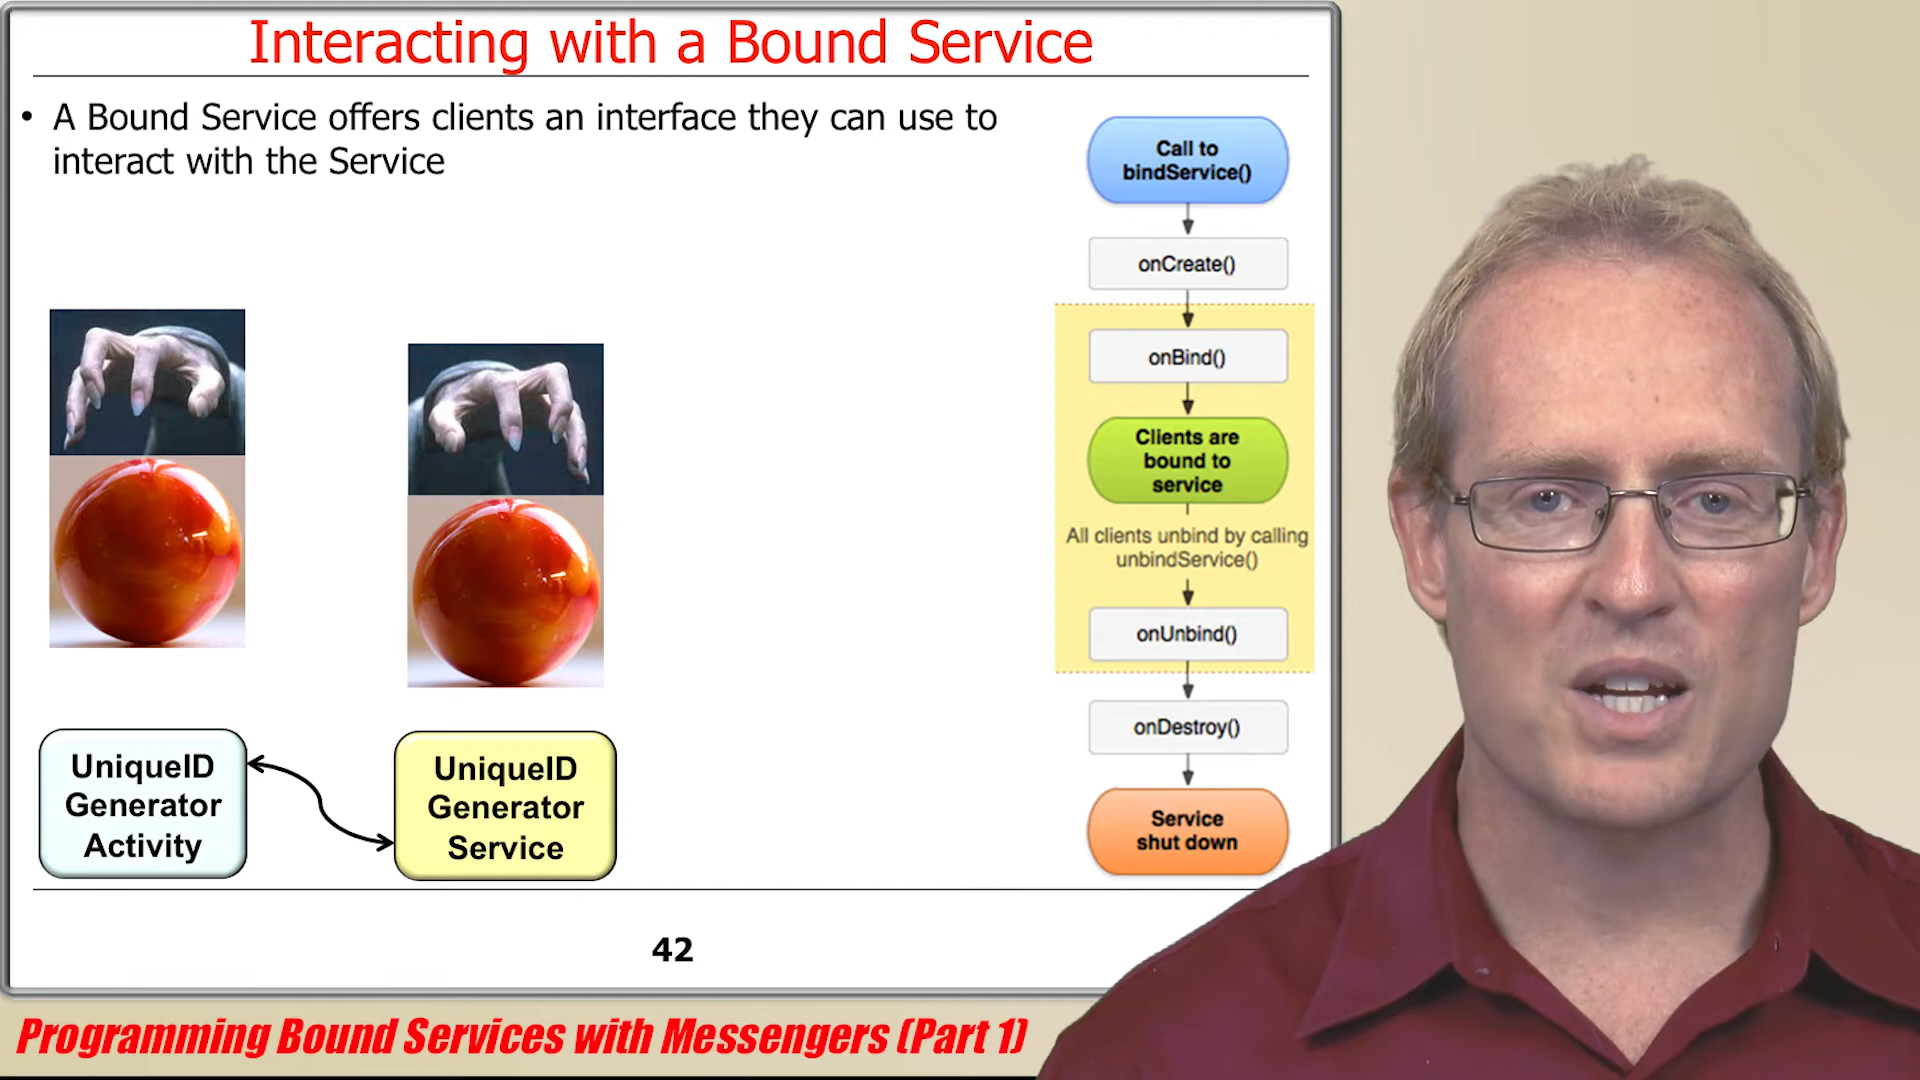 Interacting with a Bound Service
• A Bound Service offers clients an interface they can use to
interact with the Service
Call to
bindService()
onCreate()
onBind()
Clients are
bound to
service
All clients unbind by calling
unbindService()
onUnbind()
onDestroy()
Service
shut down
UniqueID
Generator
Activity
UniqueID
Generator
Service
42
Programming Bound Services with Messengers (Part 1)